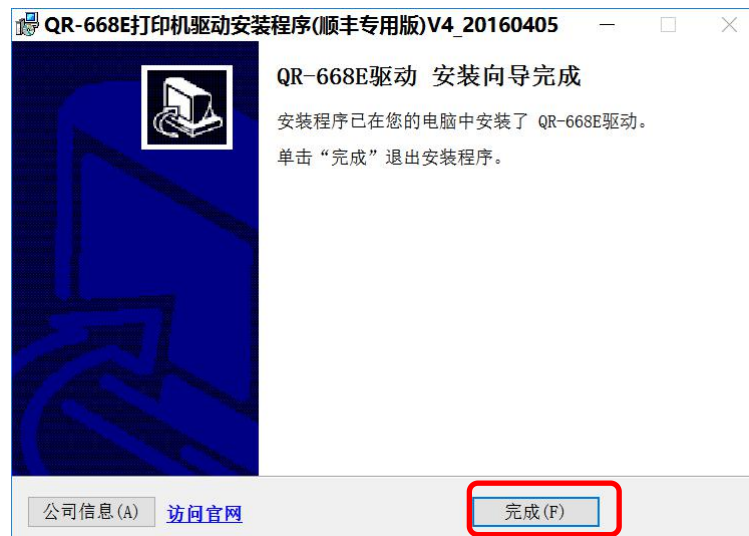 QR-668E打印机驱动安装程序(顺丰专用版)V4_20160405
QR-668E驱动 安装向导完成
安装程序已在您的电脑中安装了 QR-668E驱动。
单击“完成”退出安装程序。
公司信息(A) 访问官网 完成(F)